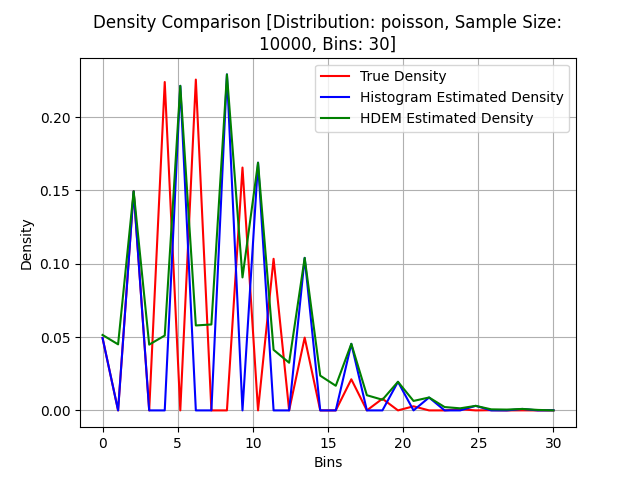 Density Comparison [Distribution: poisson, Sample Size:
10000, Bins: 30]
True Density
Histogram Estimated Density
HDEM Estimated Density
Density
0.20
0.15
0.10
0.05
0.00
0 5 10 15 20 25 30
Bins